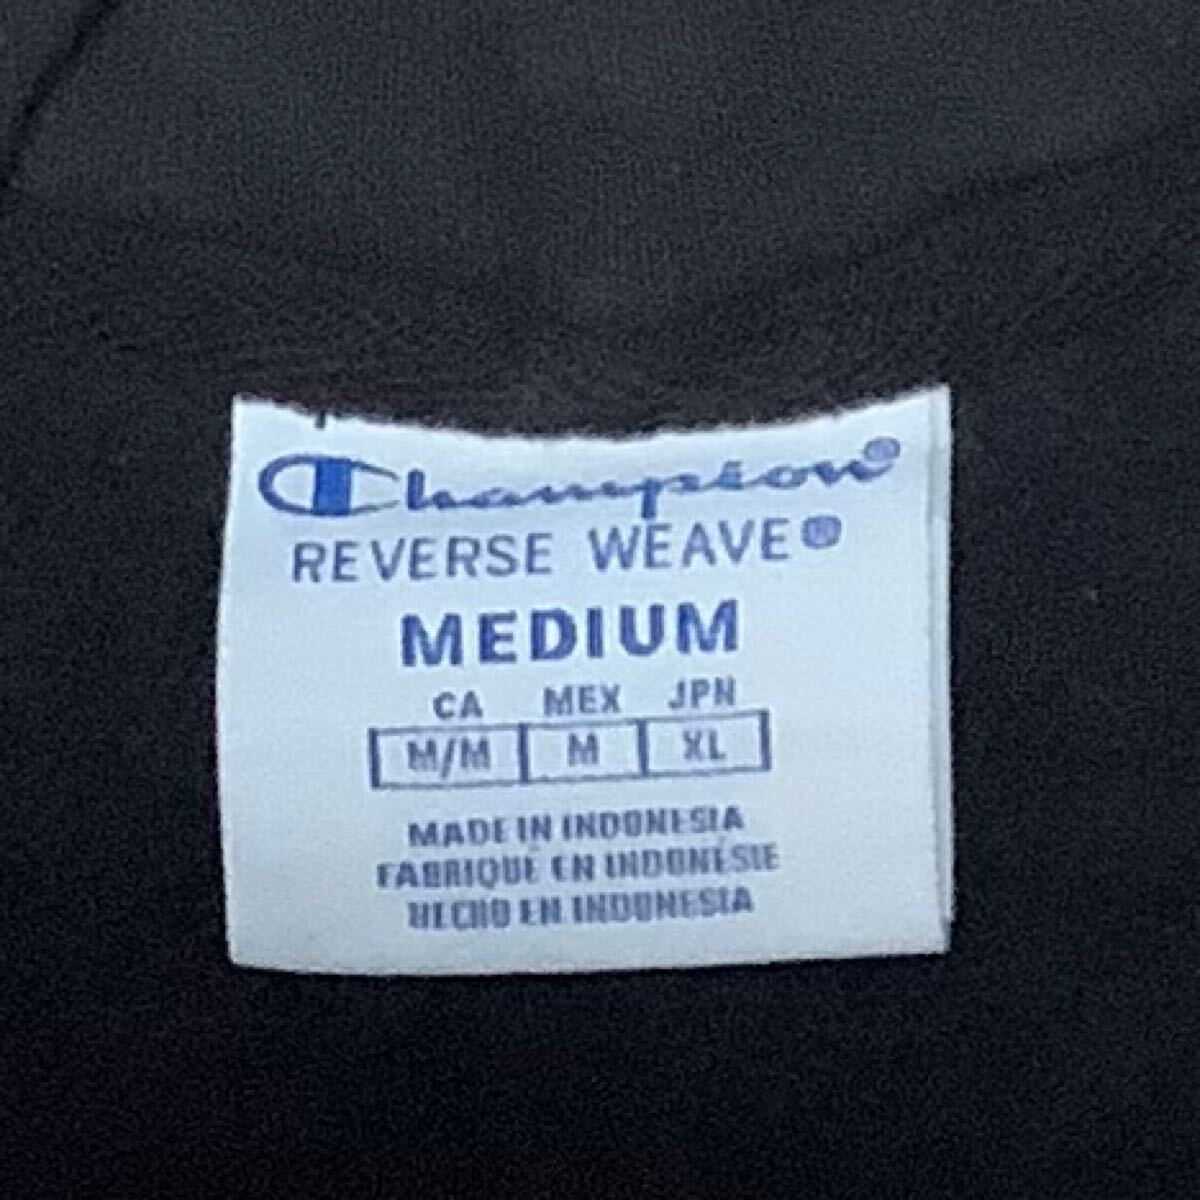 Champion®
REVERSE WEAVE®
MEDIUM
CA MEX JPN
M/M M XL
MADE IN INDONESIA
FABRIQUÉ EN INDONÉSIE
HECHO EN INDONESIA